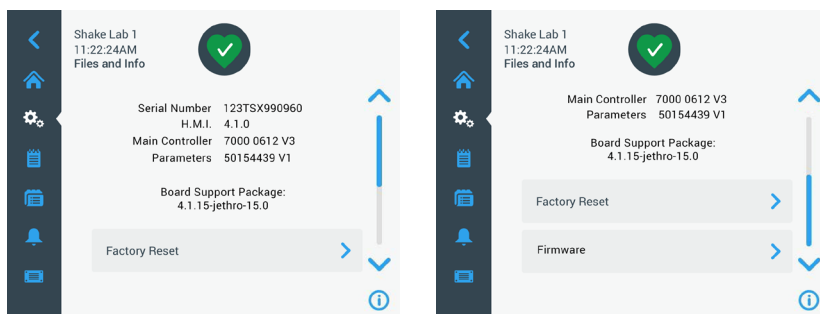 Shake Lab 1
11:22:24AM
Files and Info
Serial Number 123TSX990960
H.M.I. 4.1.0
Main Controller 7000 0612 V3
Parameters 50154439 V1
Board Support Package:
4.1.15-jethro-15.0
Factory Reset
Shake Lab 1
11:22:24AM
Files and Info
Main Controller 7000 0612 V3
Parameters 50154439 V1
Board Support Package:
4.1.15-jethro-15.0
Factory Reset
Firmware